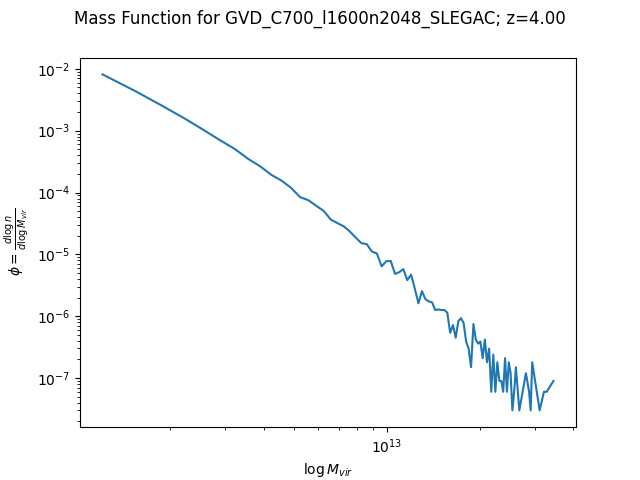 Mass Function for GVD_C700_l1600n2048_SLEGAC; z=4.00
10⁻²
10⁻³
10⁻⁴
10⁻⁵
10⁻⁶
10⁻⁷
ϕ = d log n / d log M_vir
10¹³
log M_vir